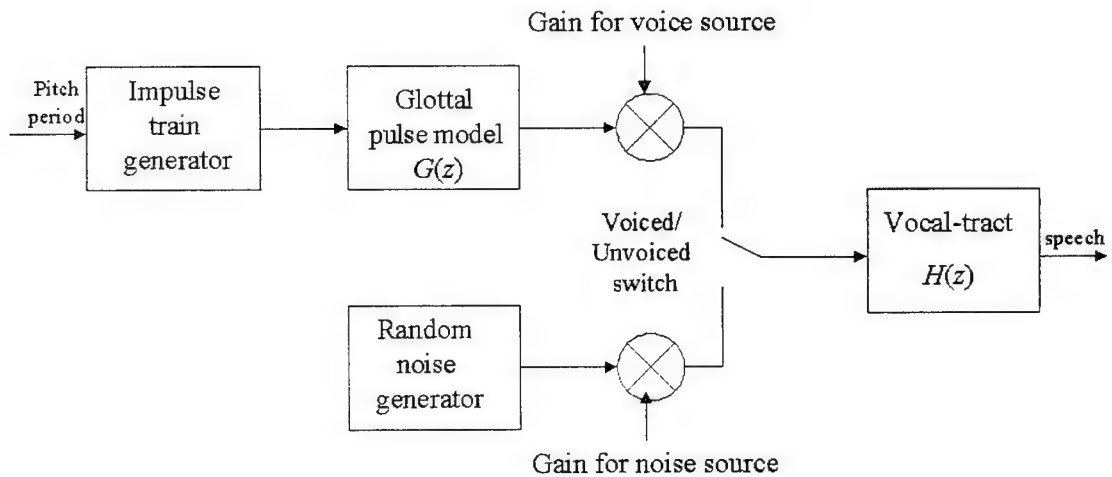 Gain for voice source
Pitch
period
Impulse
train
generator
Glottal
pulse model
G(z)
Voiced/
Unvoiced
switch
Vocal-tract
H(z)
speech
Random
noise
generator
Gain for noise source